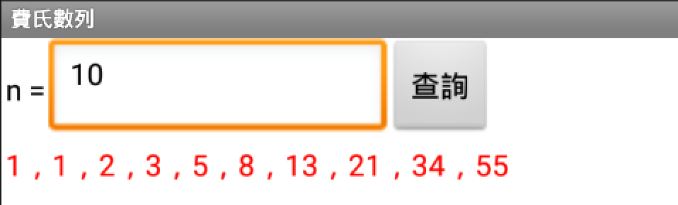 費氏數列
n = 10 查詢
1 , 1 , 2 , 3 , 5 , 8 , 13 , 21 , 34 , 55